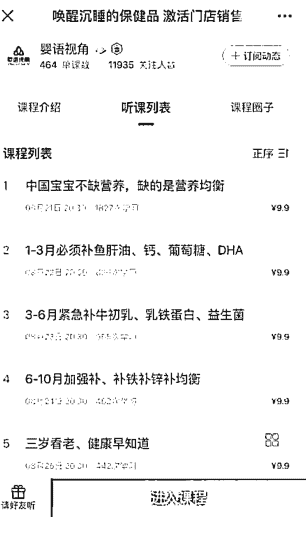 唤醒沉睡的保健品 激活门店销售
婴语视角
464 单课数 11935 关注人数
+订阅动态
课程介绍 听课列表 课程圈子
课程列表 正序
1 中国宝宝不缺营养，缺的是营养均衡
¥9.9
2 1-3月必须补鱼肝油、钙、葡萄糖、DHA
¥9.9
3 3-6月紧急补牛初乳、乳铁蛋白、益生菌
¥9.9
4 6-10月加强补、补铁补锌补均衡
¥9.9
5 三岁看老、健康早知道
¥9.9
请好友听
进入课程